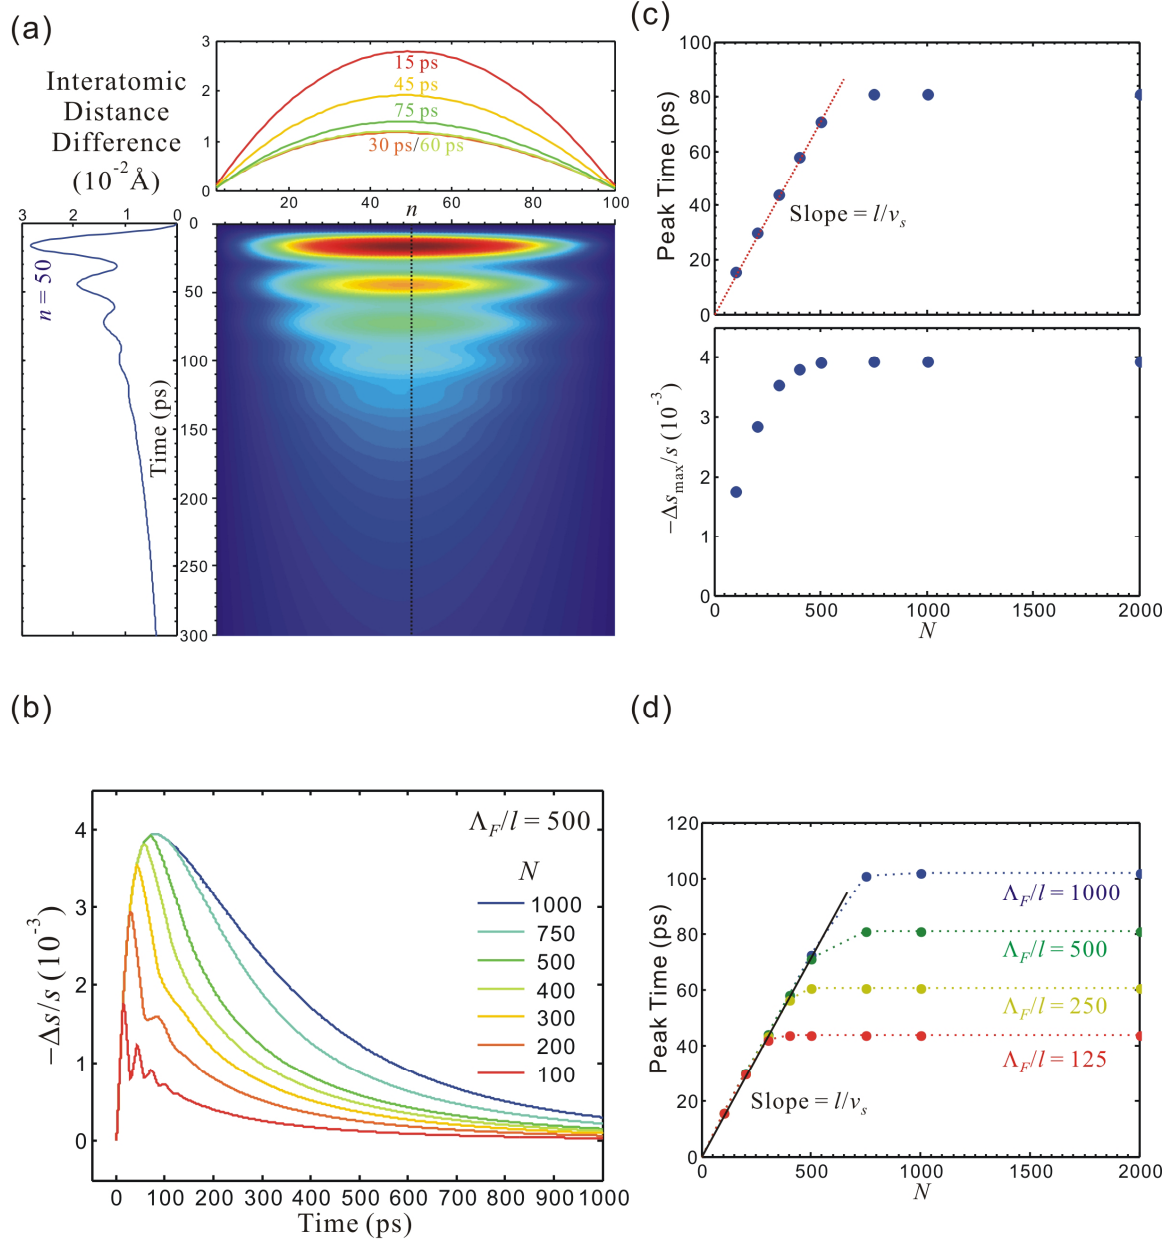 (a)
Interatomic
Distance
Difference
(10⁻²Å)
3
2
1
0
15 ps
45 ps
75 ps
30 ps/60 ps
20
40
60
80
100
n
3
2
1
0
n = 50
Time (ps)
0
50
100
150
200
250
300
(c)
Peak Time (ps)
100
80
60
40
20
0
Slope = l/vₛ
−Δs_max/s (10⁻³)
4
3
2
1
0
0
500
1000
1500
2000
N
(b)
−Δs/s (10⁻³)
4
3
2
1
0
Λ_F/l = 500
N
1000
750
500
400
300
200
100
0 100 200 300 400 500 600 700 800 900 1000
Time (ps)
(d)
Peak Time (ps)
120
100
80
60
40
20
0
Λ_F/l = 1000
Λ_F/l = 500
Λ_F/l = 250
Λ_F/l = 125
Slope = l/vₛ
0
500
1000
1500
2000
N